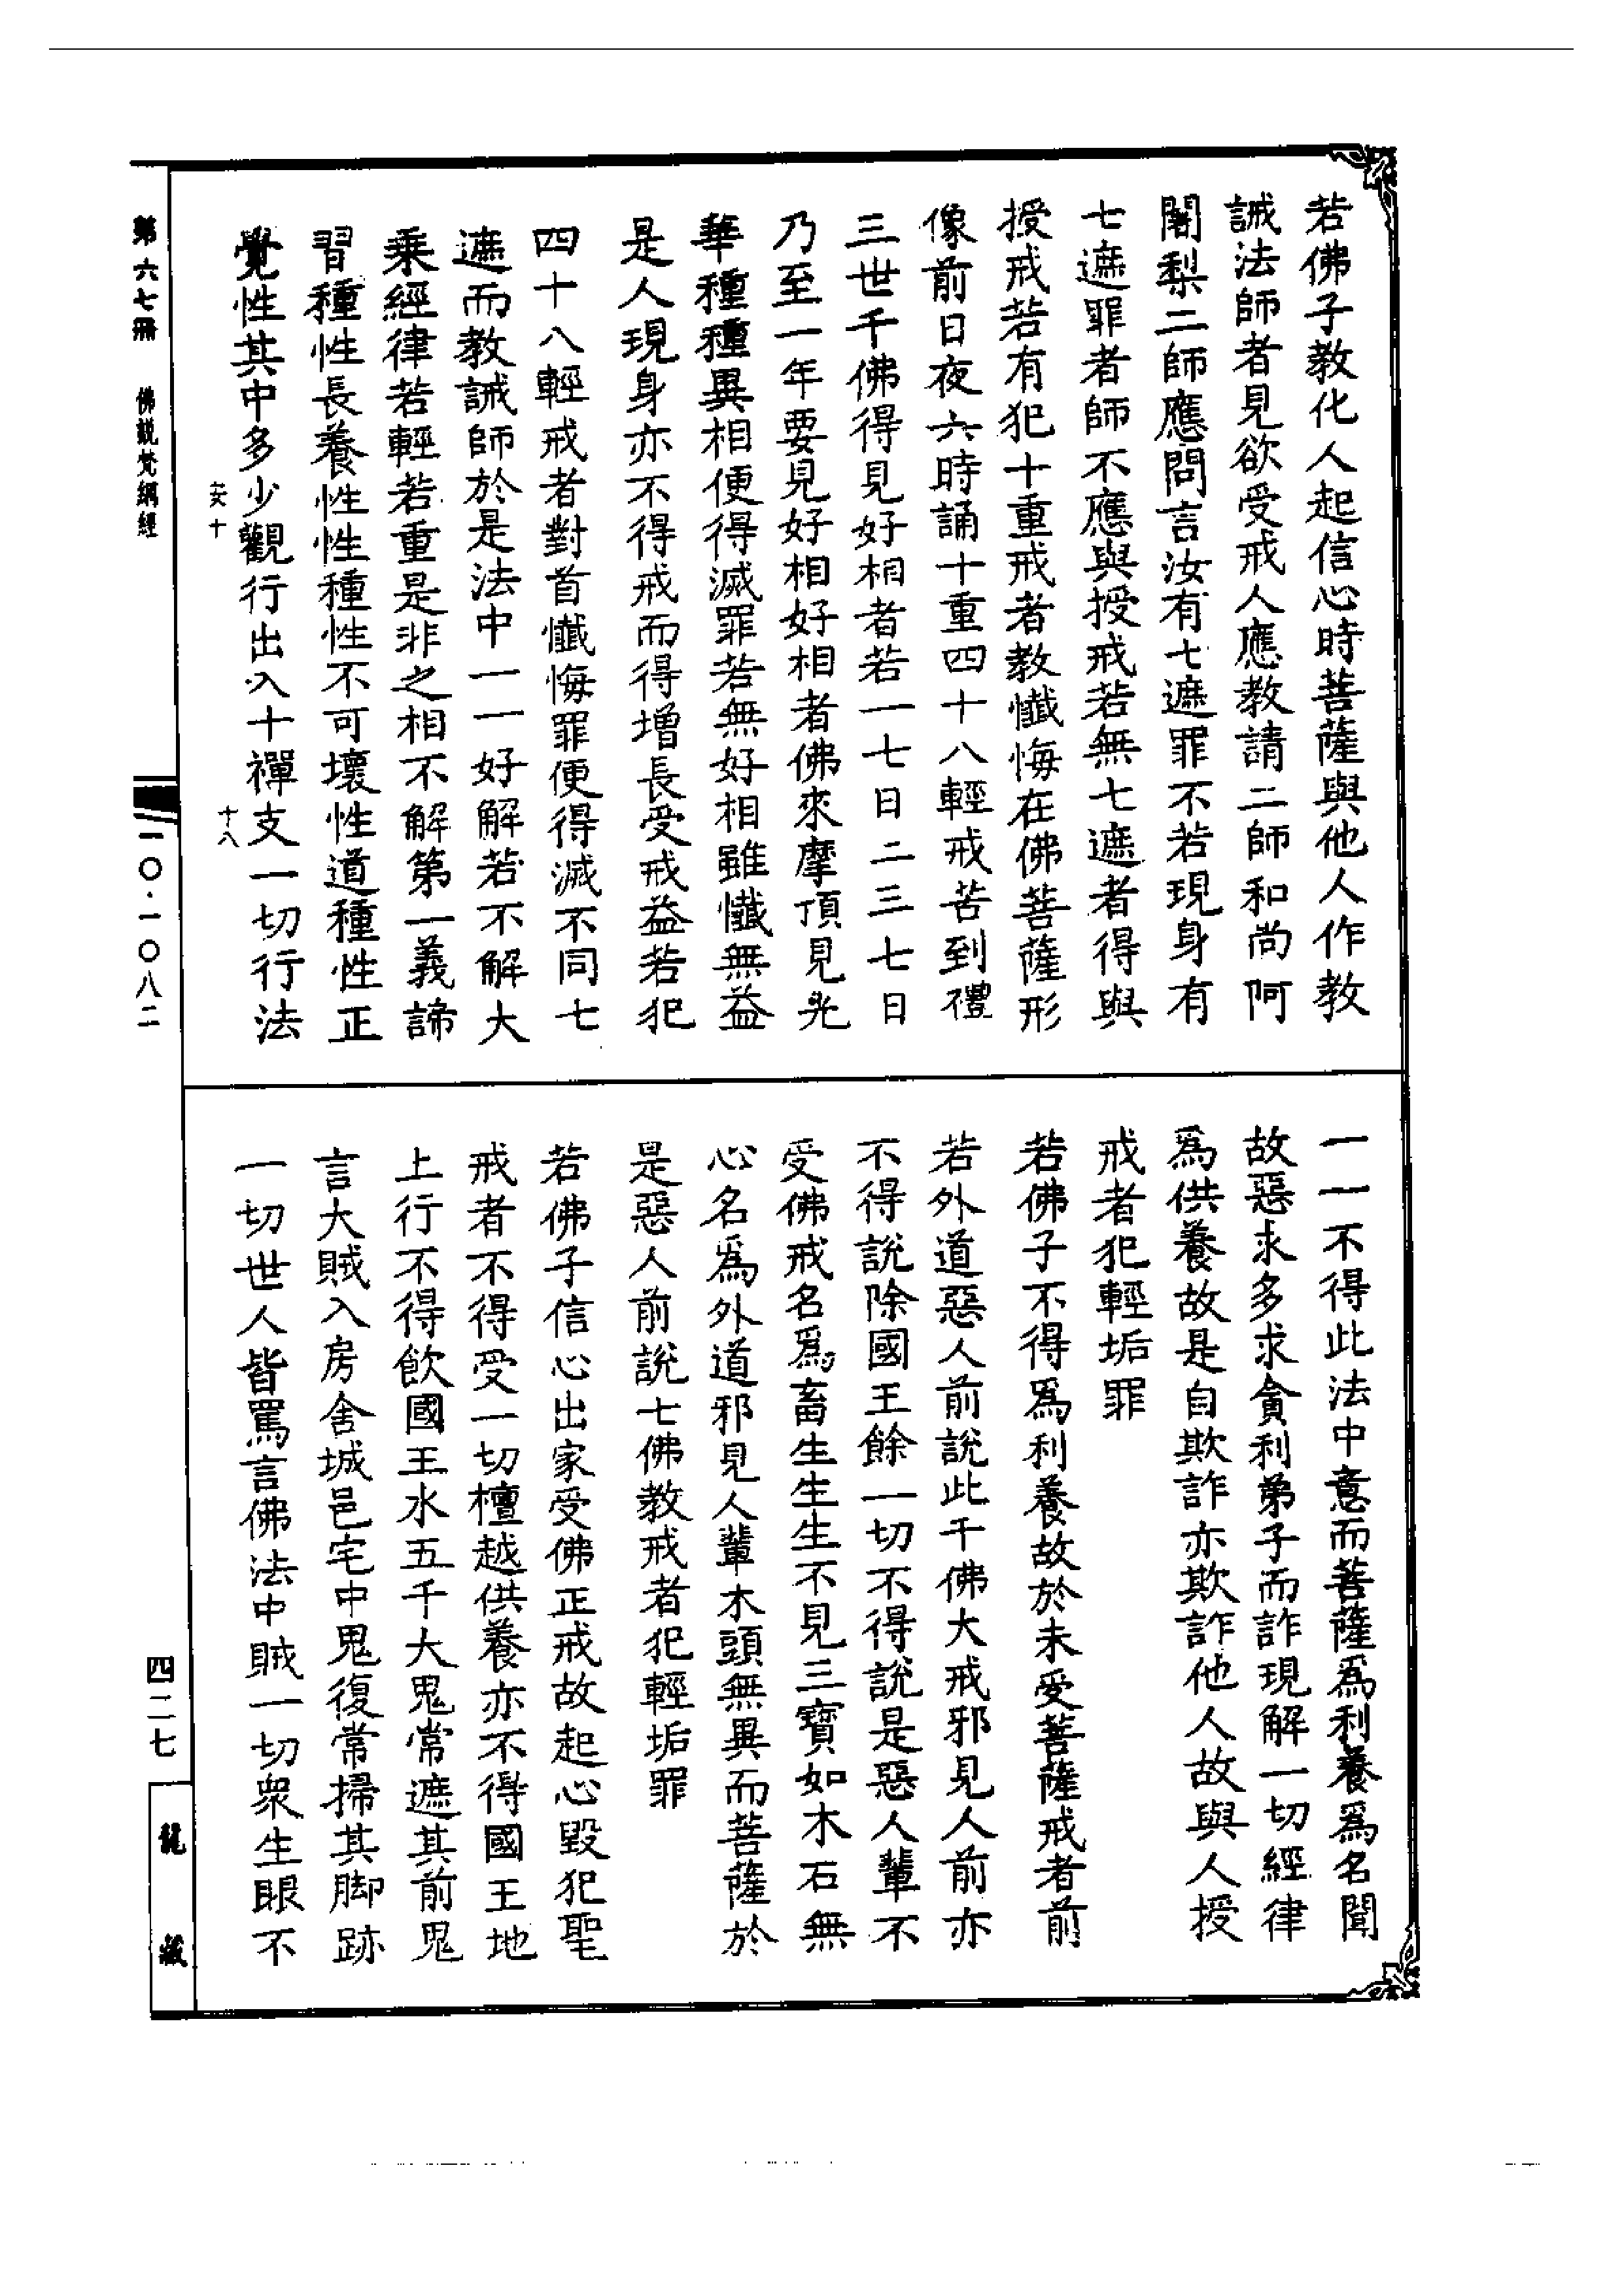 若佛子教化人起信心時菩薩與他人作教
誡法師者見欲受戒人應教請二師和尚阿
闍梨二師應問言汝有七遮罪不若現身有
七遮罪者師不應與授戒若無七遮者得與
授戒若有犯十重戒者教懺悔在佛菩薩形
像前日夜六時誦十重四十八輕戒苦到禮
三世千佛得見好相者若一七日二三七日
乃至一年要見好相好相者佛來摩頂見光
華種種異相便得滅罪若無好相雖懺無益
是人現身亦不得戒而得增長受戒益若犯
四十八輕戒者對首懺悔罪便得滅不同七
遮而教誡師於是法中一一好解若不解大
乘經律若輕若重是非之相不解第一義諦
習種性長養性性種性不可壞性道種性正
覺性其中多少觀行出入十禪支一切行法
安十
十八
一一不得此法中意而菩薩為利養為名聞
故惡求多求貪利弟子而詐現解一切經律
為供養故是自欺詐亦欺詐他人故與人授
戒者犯輕垢罪
若佛子不得為利養故於未受菩薩戒者前
若外道惡人前說此千佛大戒邪見人前亦
不得說除國王餘一切不得說是惡人輩不
受佛戒名為畜生生生不見三寶如木石無
心名為外道邪見人輩木頭無異而菩薩於
是惡人前說七佛教戒者犯輕垢罪
若佛子信心出家受佛正戒故起心毀犯聖
戒者不得受一切檀越供養亦不得國王地
上行不得飲國王水五千大鬼常遮其前鬼
言大賊入房舍城邑宅中鬼復常掃其脚跡
一切世人皆罵言佛法中賊一切眾生眼不
第六七冊 佛說梵網經
一〇·一〇八二
四二七
龍藏